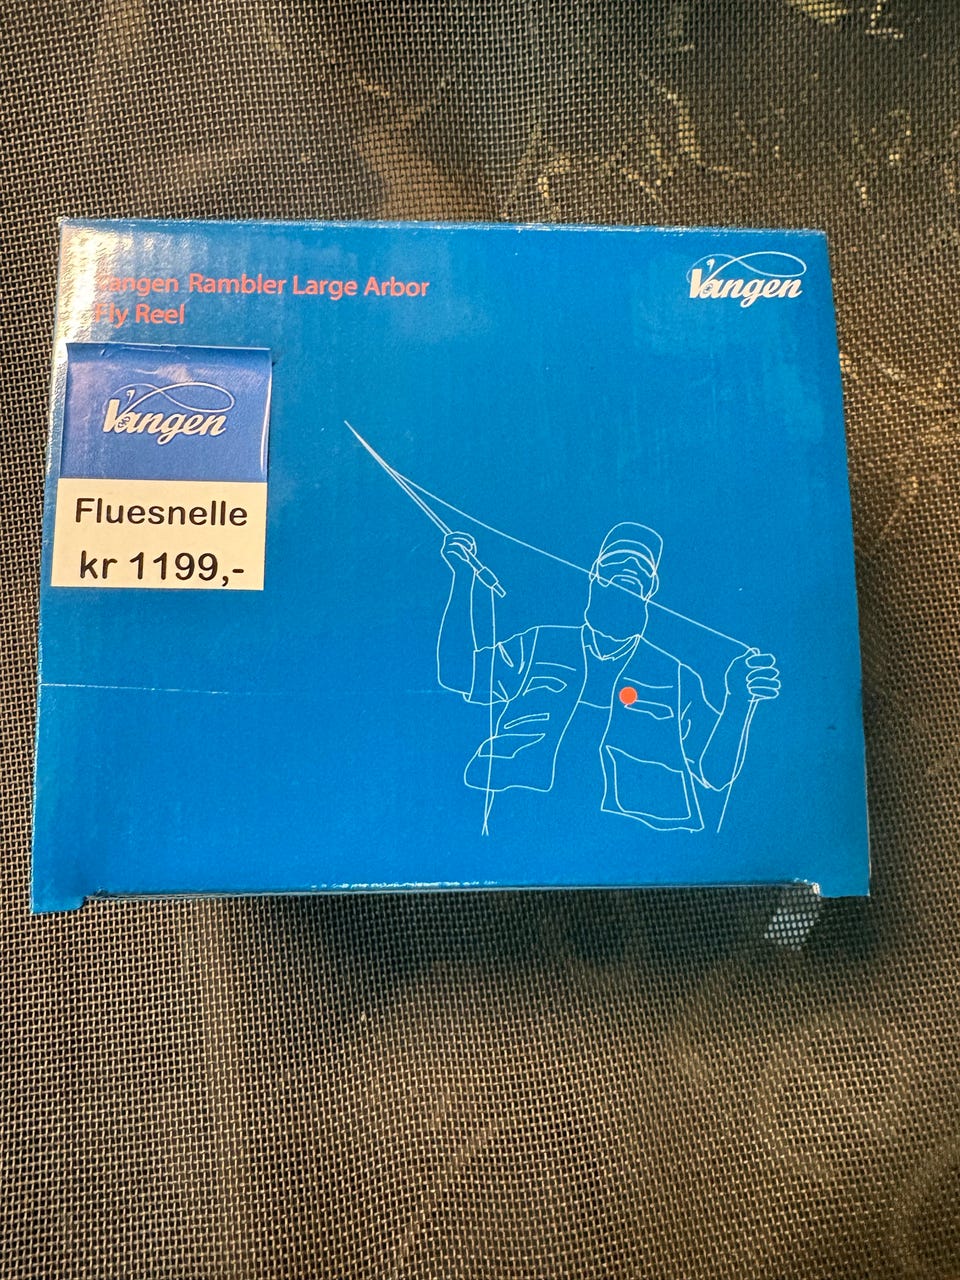 Vangen Rambler Large Arbor
Fly Reel
Vangen
Vangen
Fluesnelle
kr 1199,-